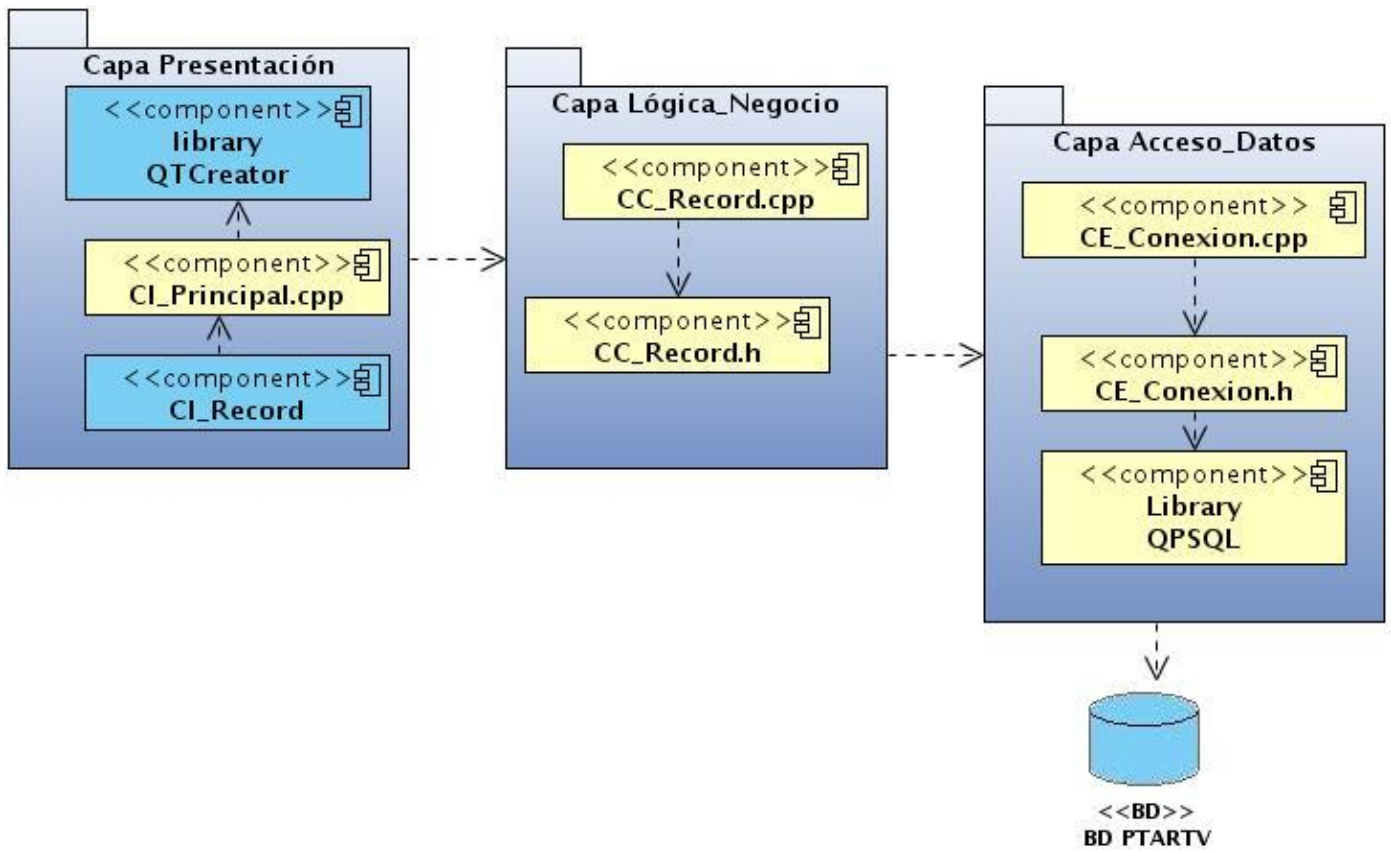 Capa Presentación
<<component>>
library
QTCreator
<<component>>
CI_Principal.cpp
<<component>>
CI_Record
Capa Lógica_Negocio
<<component>>
CC_Record.cpp
<<component>>
CC_Record.h
Capa Acceso_Datos
<<component>>
CE_Conexion.cpp
<<component>>
CE_Conexion.h
<<component>>
Library
QPSQL
<<BD>>
BD PTARTV